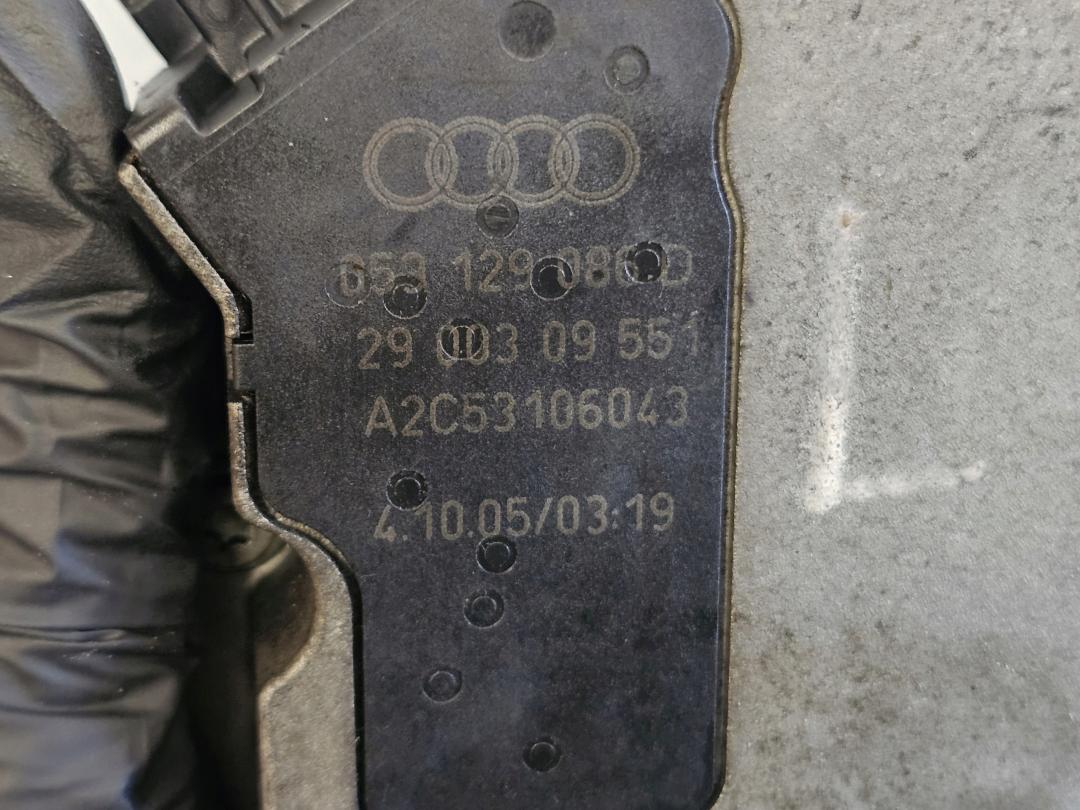 059 129 086 D
29 003 09 551
A2C53106043
4.10.05/03:19
L